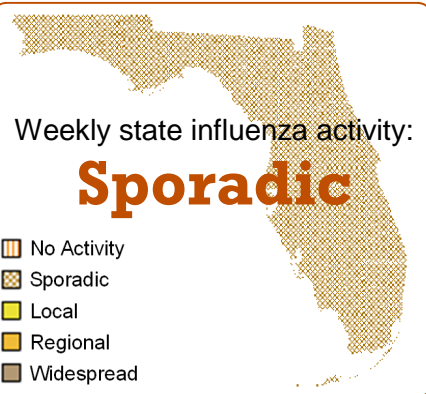 Weekly state influenza activity:
Sporadic
No Activity
Sporadic
Local
Regional
Widespread